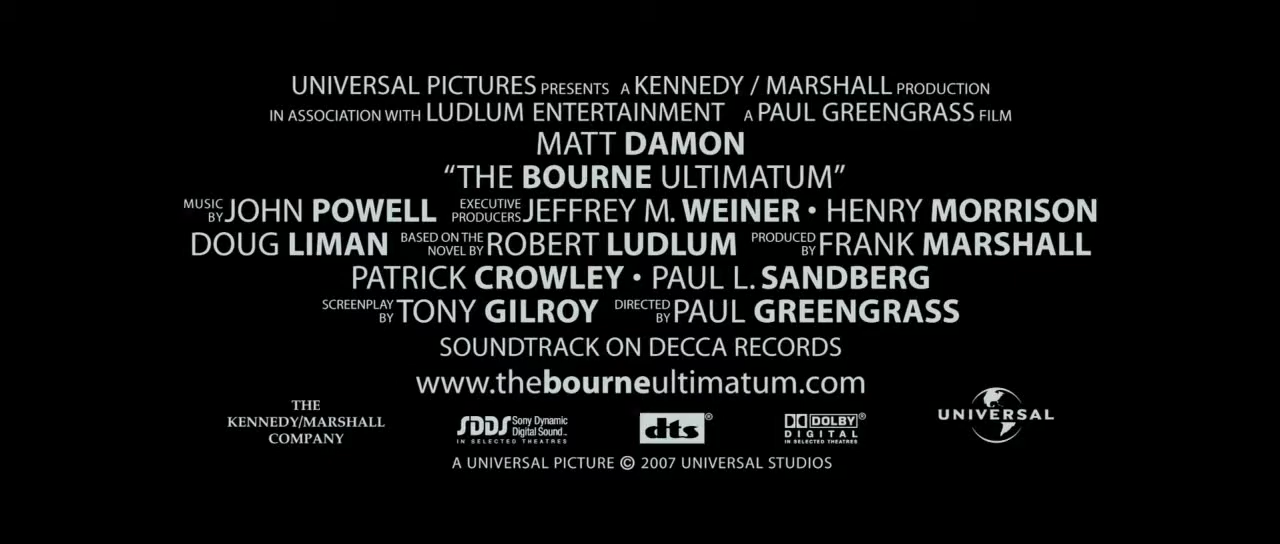 UNIVERSAL PICTURES PRESENTS A KENNEDY / MARSHALL PRODUCTION
IN ASSOCIATION WITH LUDLUM ENTERTAINMENT A PAUL GREENGRASS FILM
MATT DAMON
“THE BOURNE ULTIMATUM”
MUSIC BY JOHN POWELL EXECUTIVE PRODUCERS JEFFREY M. WEINER • HENRY MORRISON
DOUG LIMAN BASED ON THE NOVEL BY ROBERT LUDLUM PRODUCED BY FRANK MARSHALL
PATRICK CROWLEY • PAUL L. SANDBERG
SCREENPLAY BY TONY GILROY DIRECTED BY PAUL GREENGRASS
SOUNDTRACK ON DECCA RECORDS
www.thebourneultimatum.com
THE
KENNEDY/MARSHALL
COMPANY
SDDS Sony Dynamic
Digital Sound™
IN SELECTED THEATRES
dts®
DOLBY®
DIGITAL
IN SELECTED THEATRES
UNIVERSAL
A UNIVERSAL PICTURE © 2007 UNIVERSAL STUDIOS